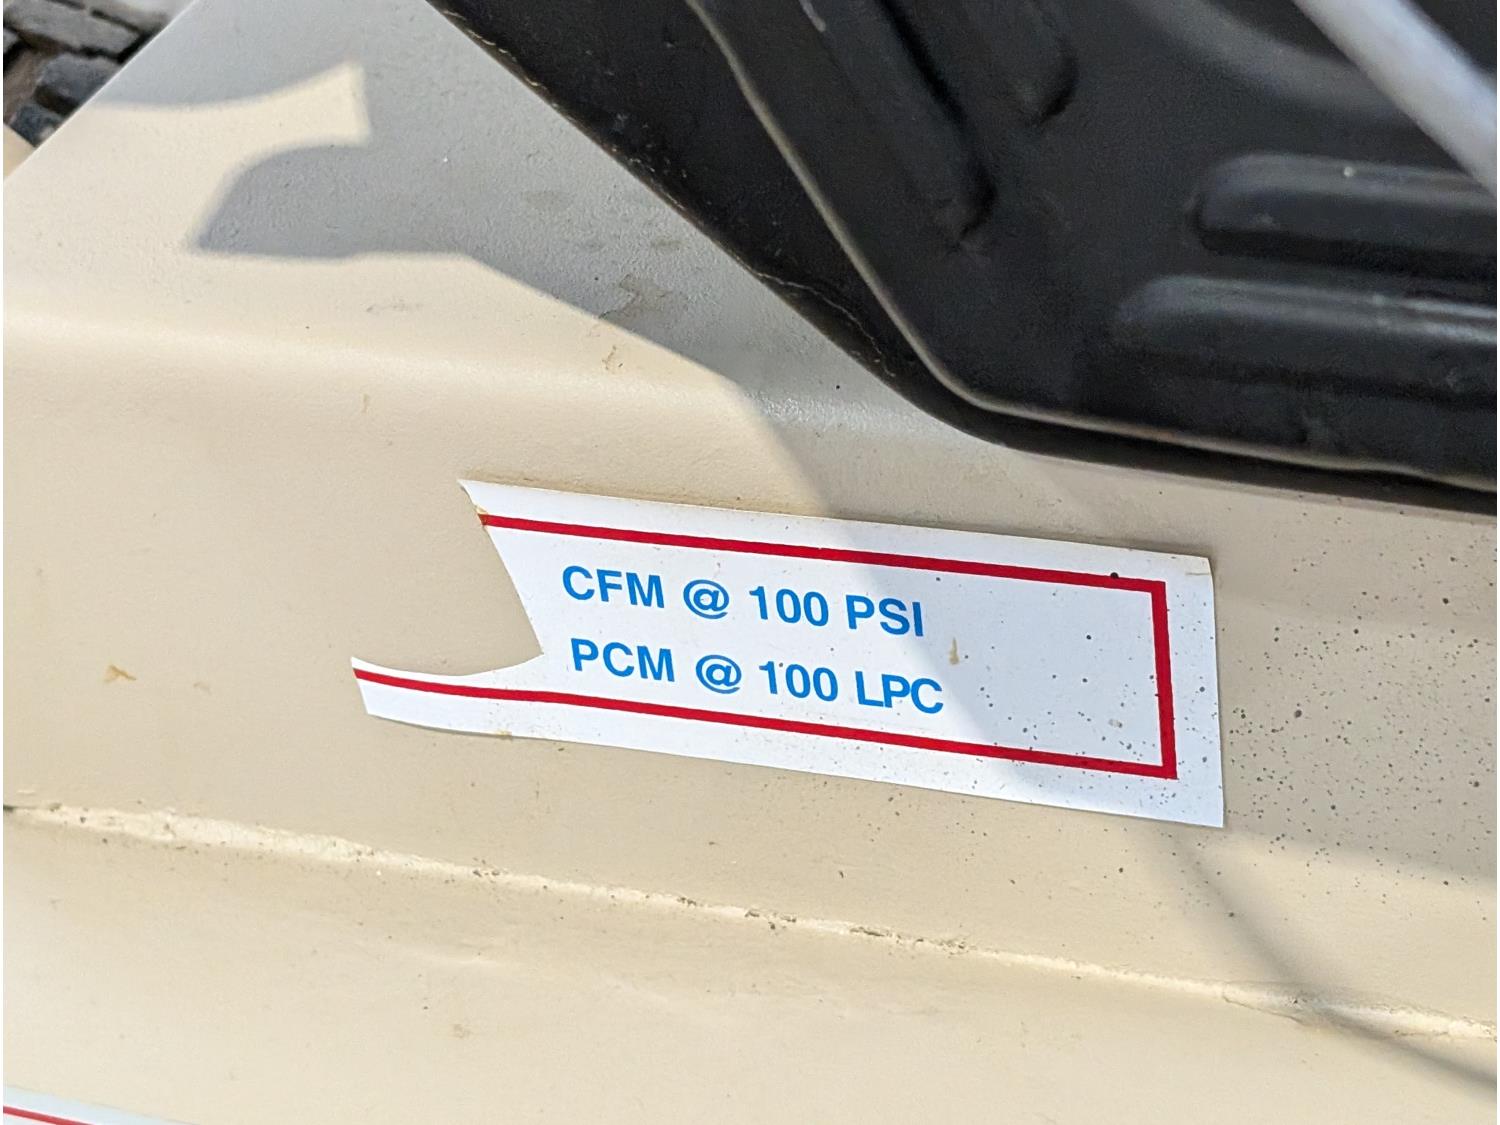 CFM @ 100 PSI
PCM @ 100 LPC